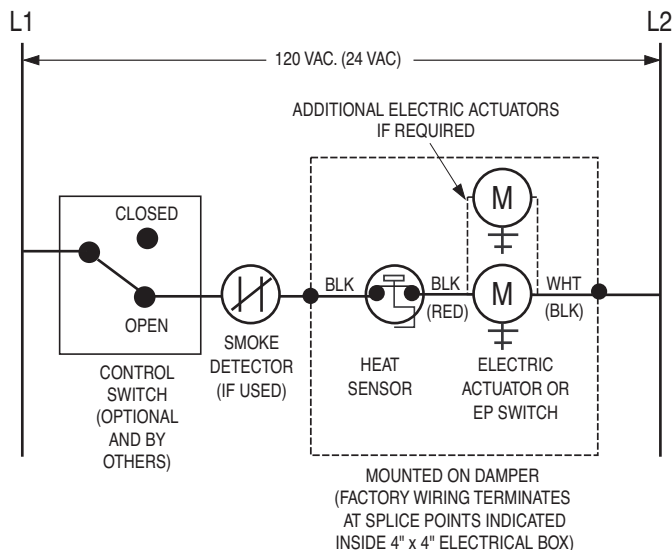 L1
L2
120 VAC. (24 VAC)
ADDITIONAL ELECTRIC ACTUATORS
IF REQUIRED
CLOSED
OPEN
CONTROL
SWITCH
(OPTIONAL
AND BY
OTHERS)
SMOKE
DETECTOR
(IF USED)
BLK
HEAT
SENSOR
BLK
(RED)
M
M
WHT
(BLK)
ELECTRIC
ACTUATOR OR
EP SWITCH
MOUNTED ON DAMPER
(FACTORY WIRING TERMINATES
AT SPLICE POINTS INDICATED
INSIDE 4" x 4" ELECTRICAL BOX)